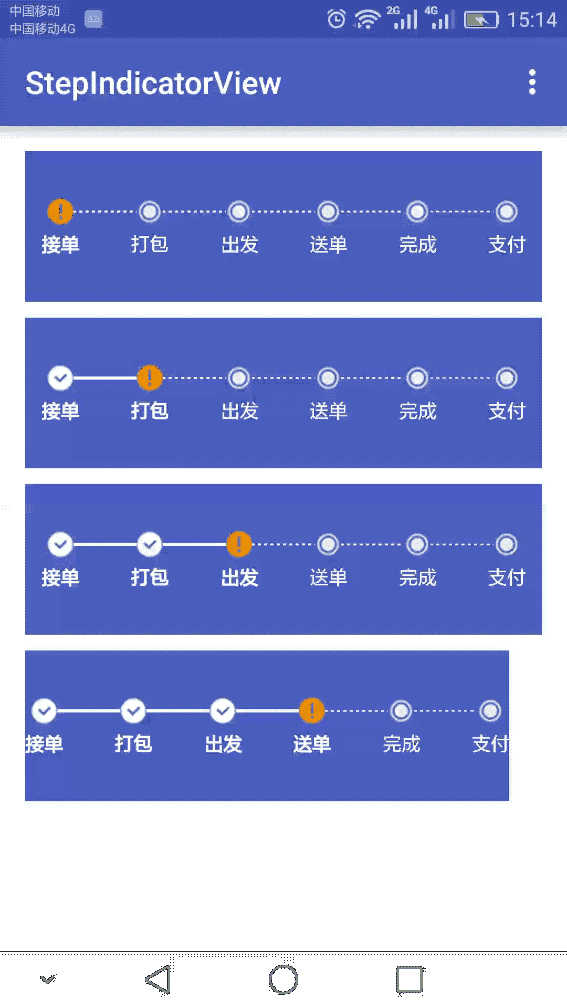 中国移动
中国移动4G
2G 4G 15:14
StepIndicatorView
接单 打包 出发 送单 完成 支付
接单 打包 出发 送单 完成 支付
接单 打包 出发 送单 完成 支付
接单 打包 出发 送单 完成 支付